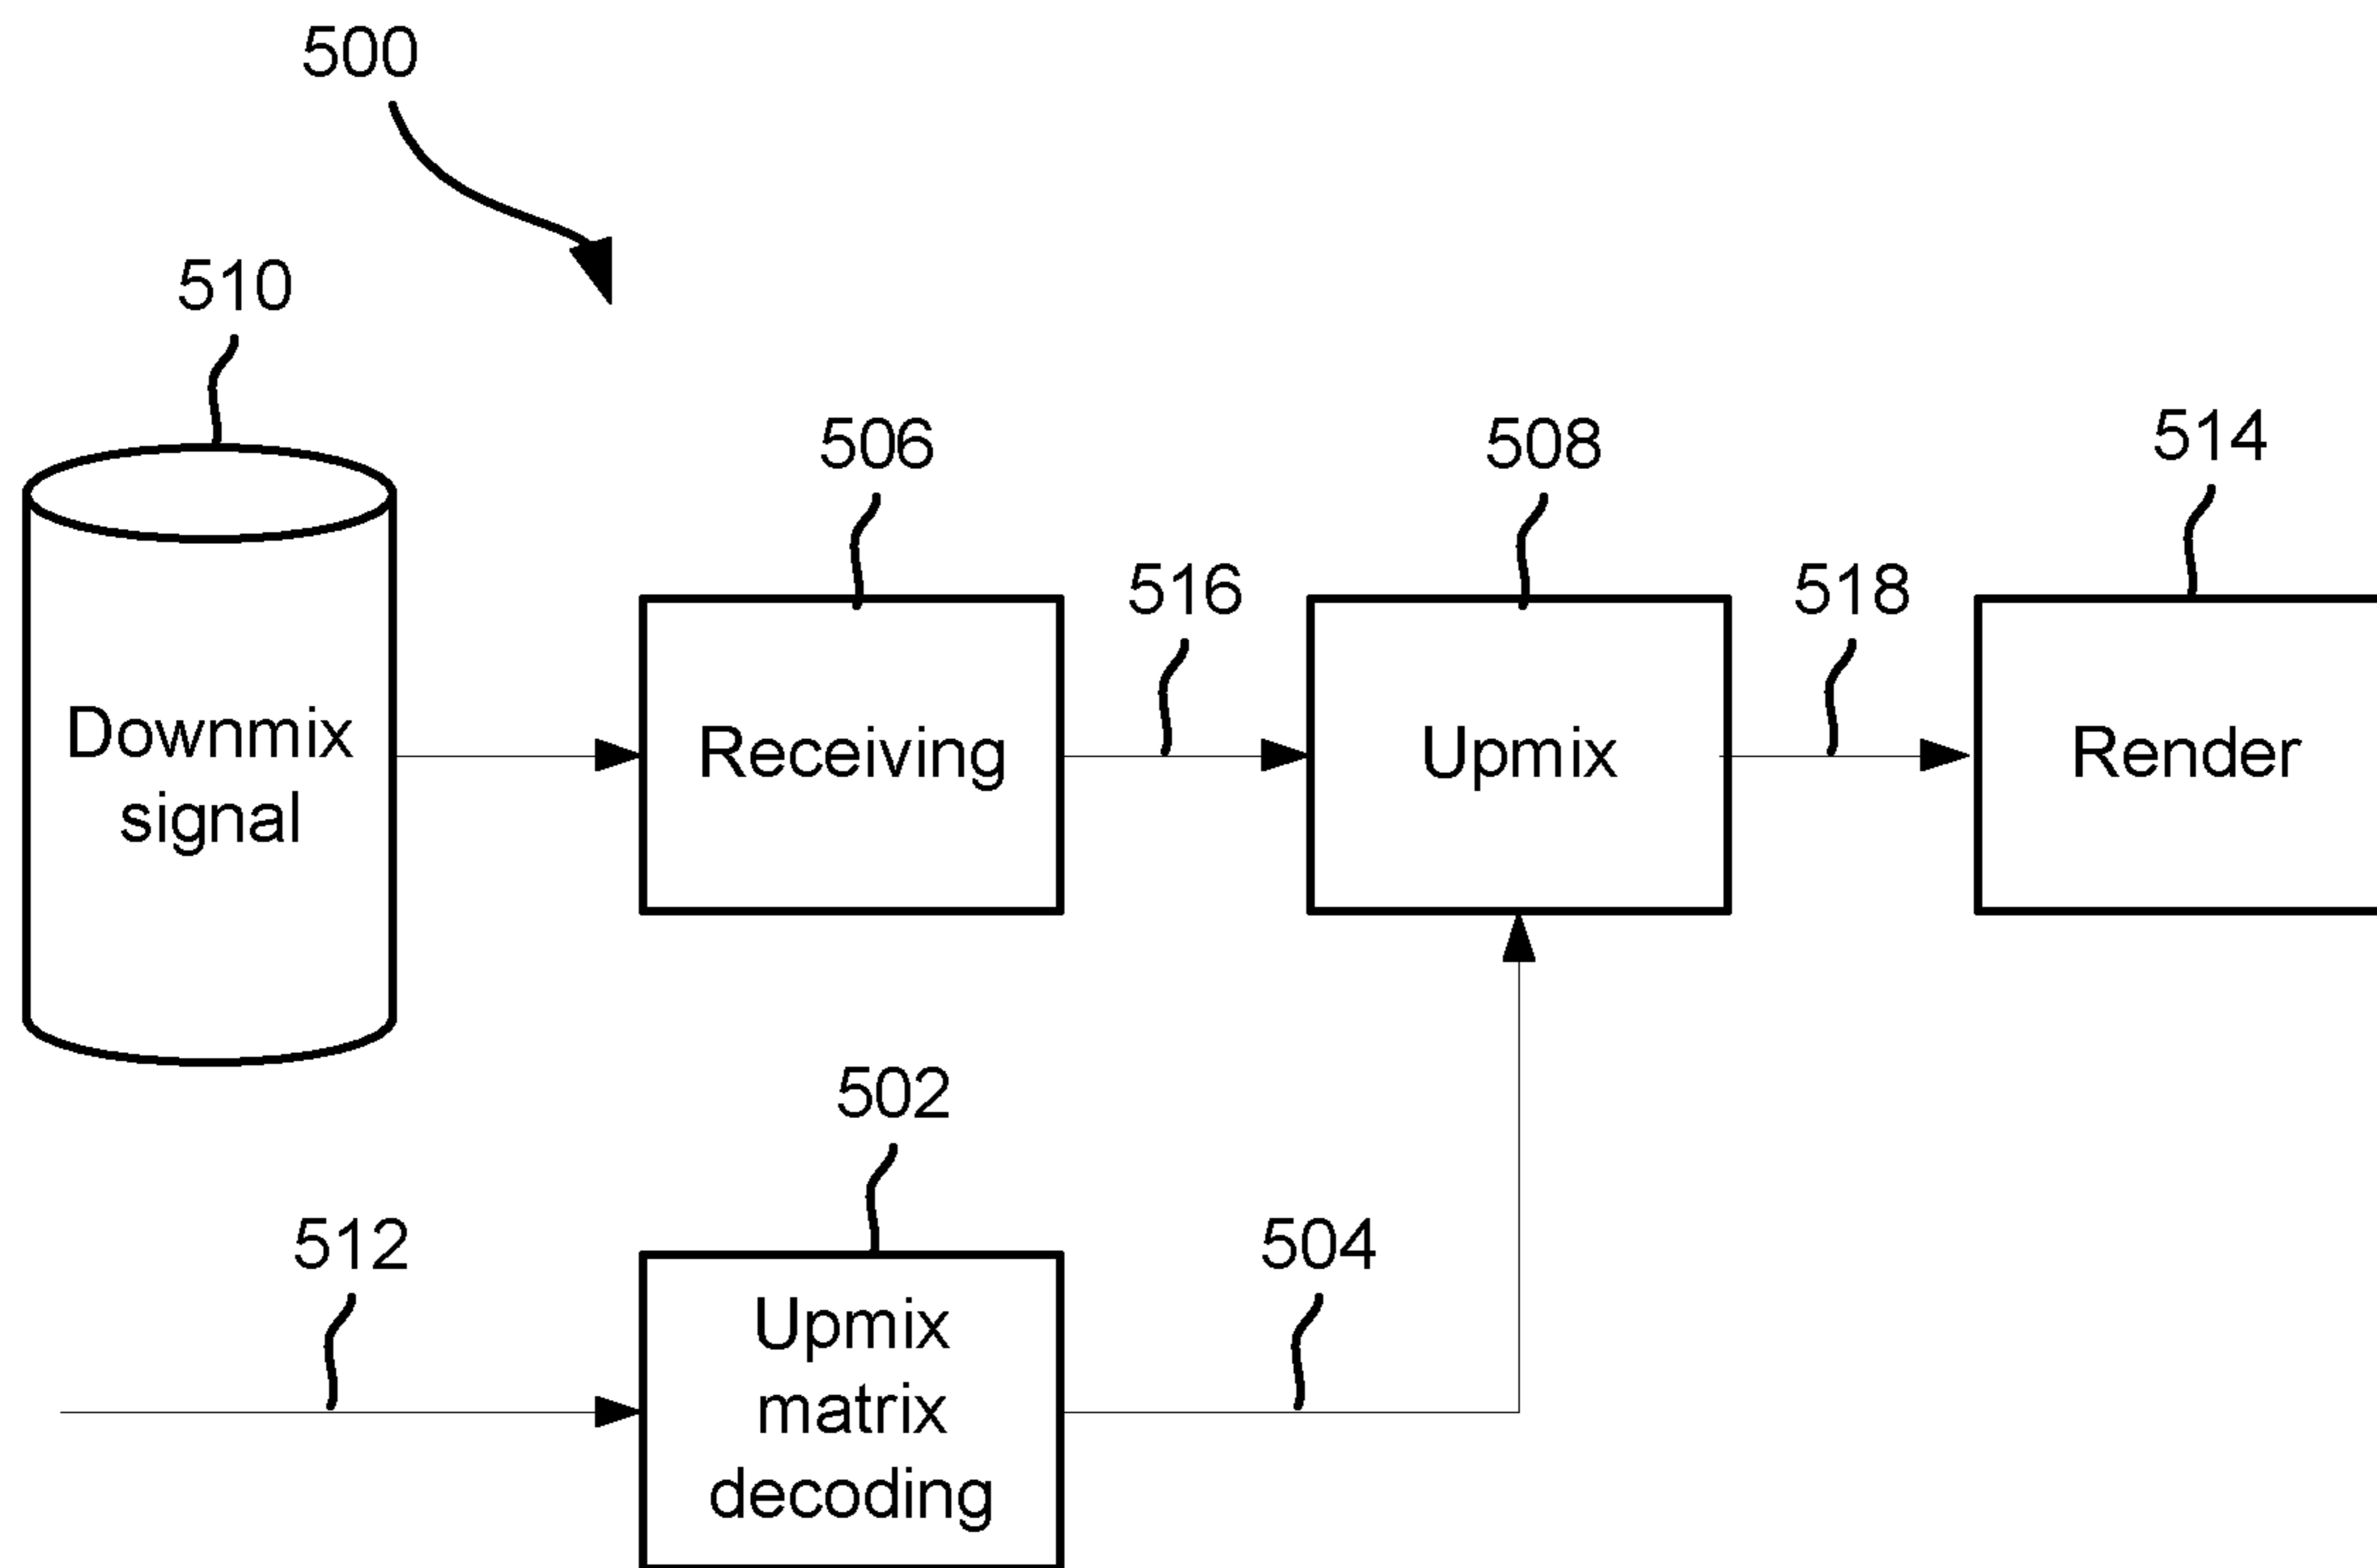 500
510
506
508
514
516
518
Downmix
signal
Receiving
Upmix
Render
502
512
504
Upmix
matrix
decoding